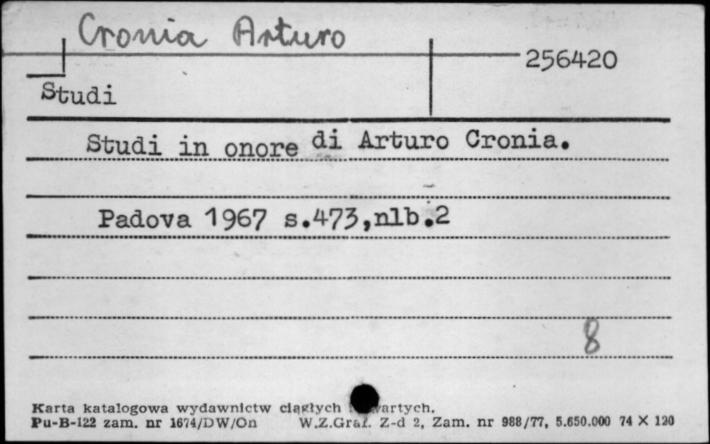 Cronia Arturo
256420
Studi
Studi in onore di Arturo Cronia.
Padova 1967 s.473,nlb.2
8
Karta katalogowa wydawnictw ciągłych
Pu-B-122 zam. nr 1674/DW/On W.Z.Graf. Z-d 2, Zam. nr 988/77, 5.650.000 74 X 120